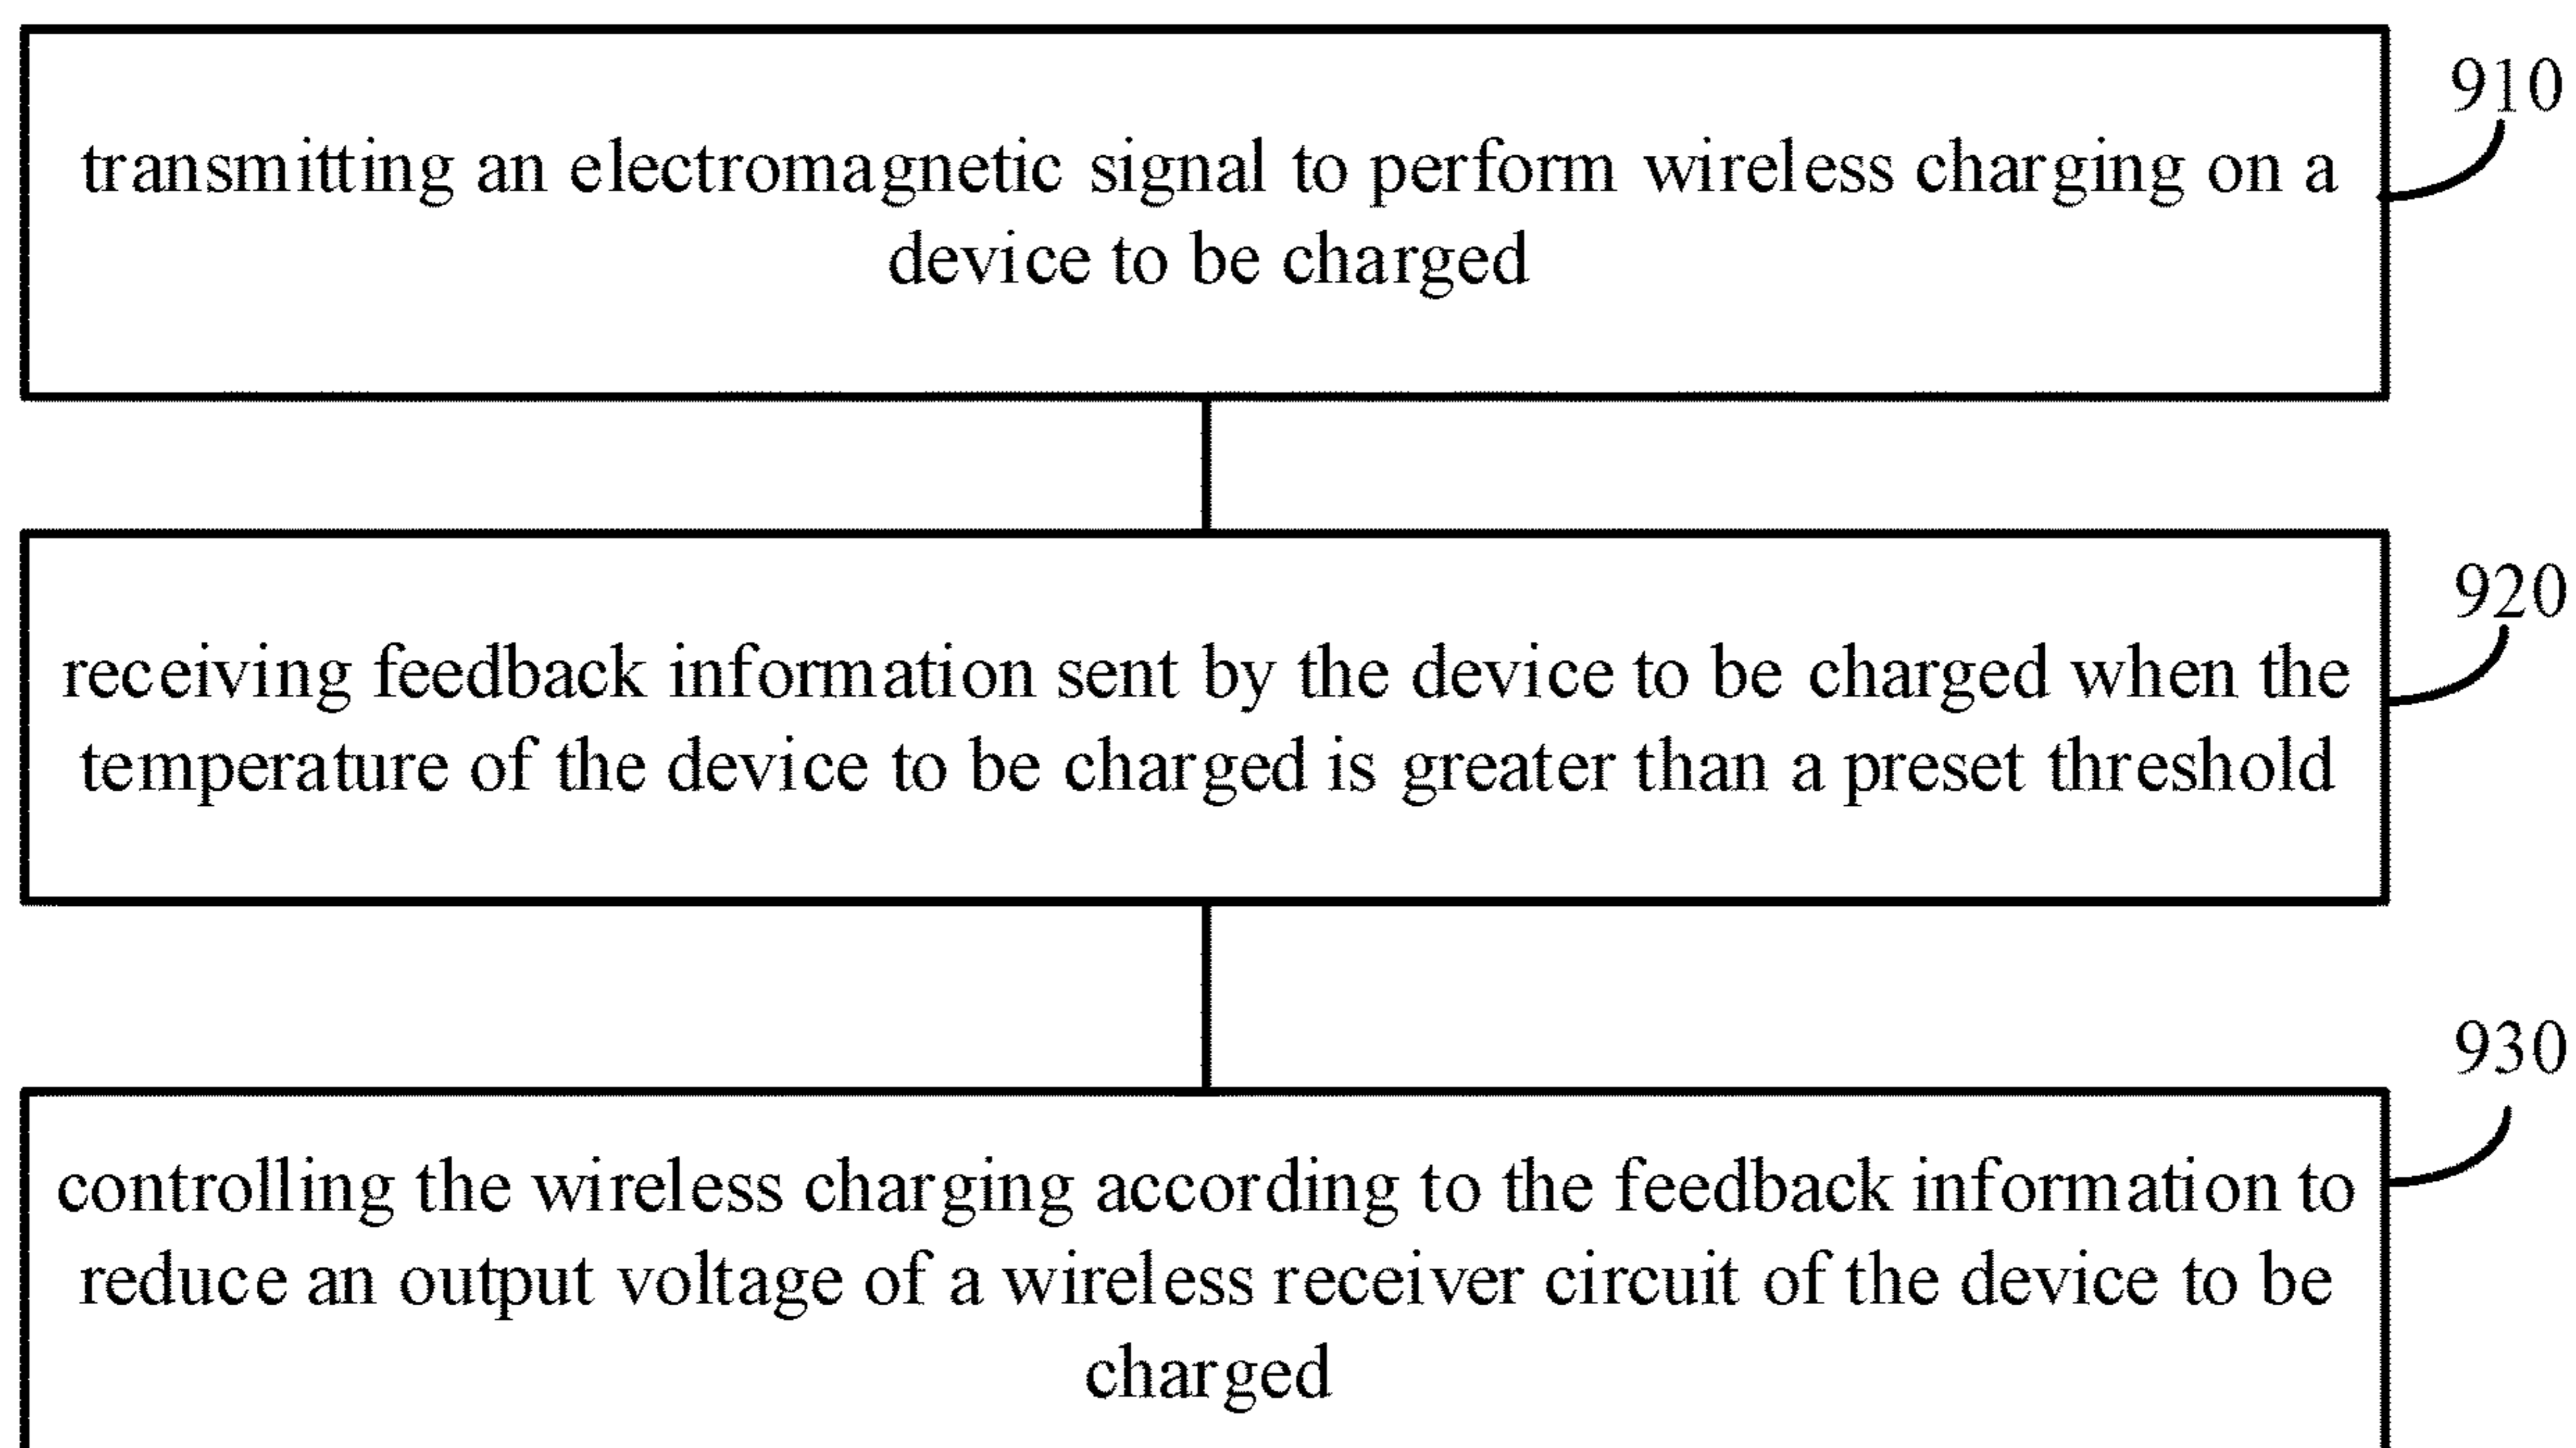 910
transmitting an electromagnetic signal to perform wireless charging on a
device to be charged
920
receiving feedback information sent by the device to be charged when the
temperature of the device to be charged is greater than a preset threshold
930
controlling the wireless charging according to the feedback information to
reduce an output voltage of a wireless receiver circuit of the device to be
charged